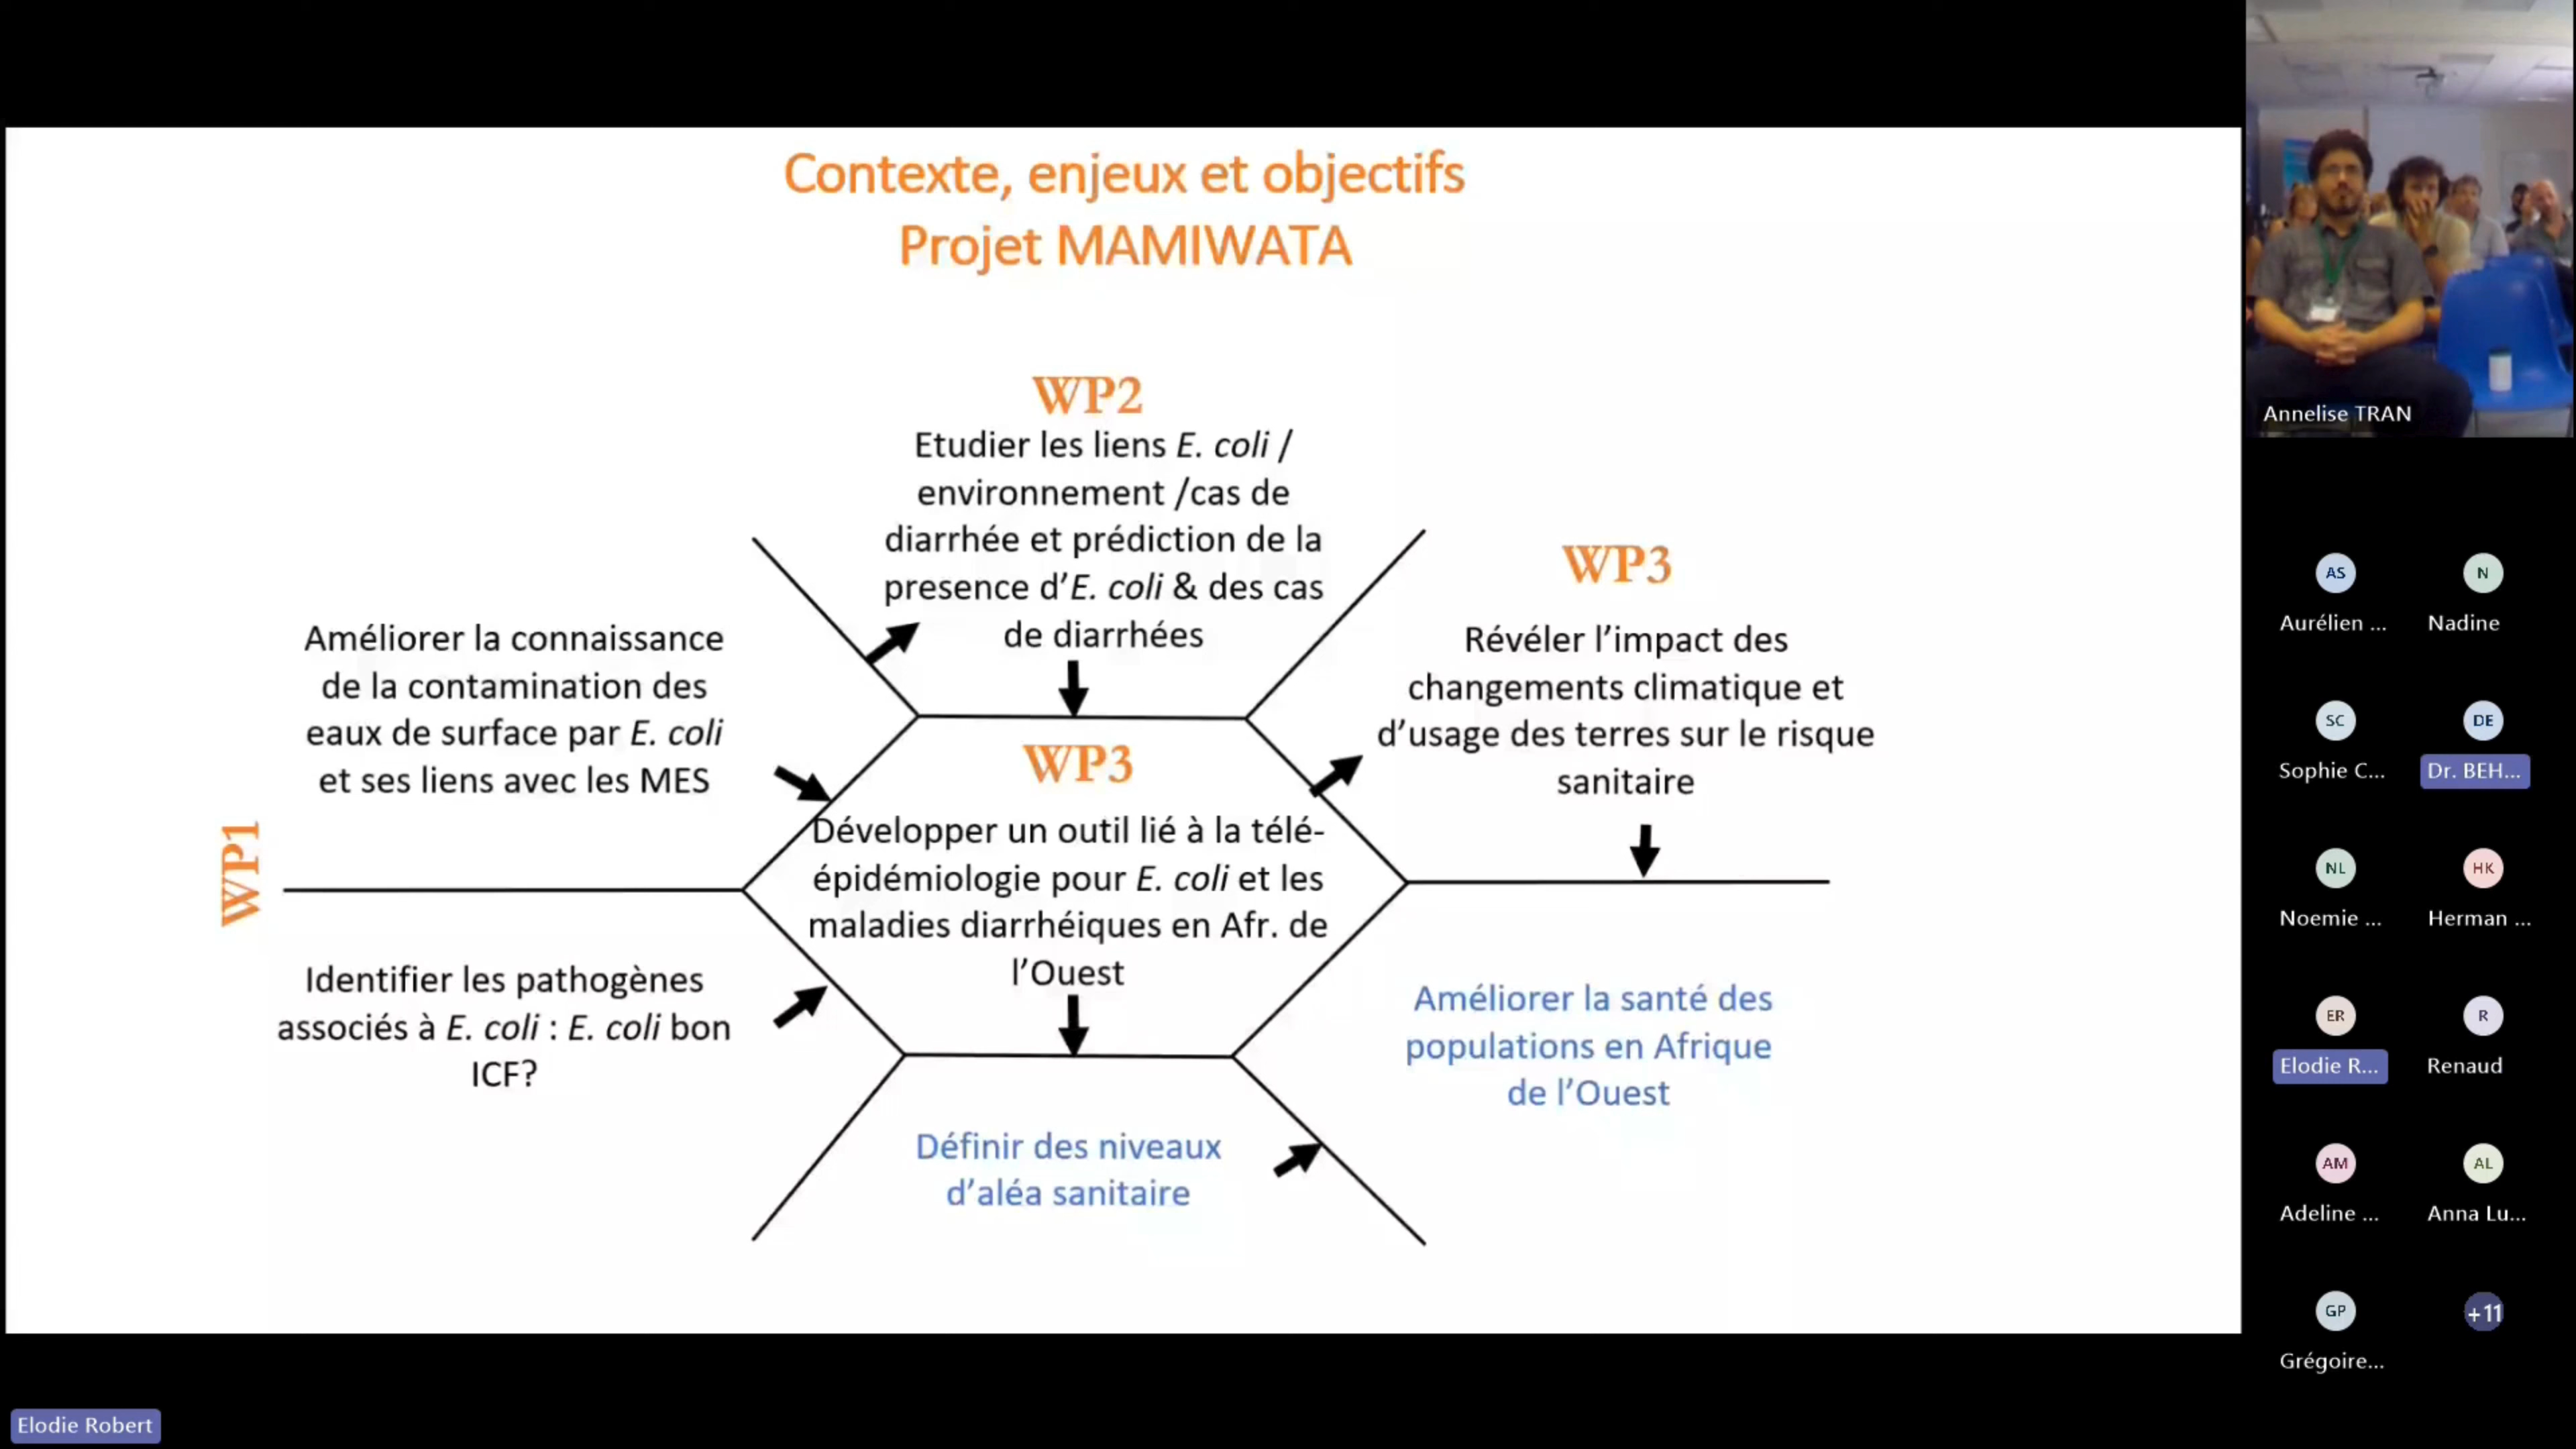 Contexte, enjeux et objectifs
Projet MAMIWATA
WP2
Etudier les liens E. coli /
environnement /cas de
diarrhée et prédiction de la
presence d’E. coli & des cas
de diarrhées
WP3
Révéler l’impact des
changements climatique et
d’usage des terres sur le risque
sanitaire
Améliorer la connaissance
de la contamination des
eaux de surface par E. coli
et ses liens avec les MES
WP1
Identifier les pathogènes
associés à E. coli : E. coli bon
ICF?
WP3
Développer un outil lié à la télé-
épidémiologie pour E. coli et les
maladies diarrhéiques en Afr. de
l’Ouest
Définir des niveaux
d’aléa sanitaire
Améliorer la santé des
populations en Afrique
de l’Ouest
Elodie Robert
Annelise TRAN
AS
Aurélien ...
N
Nadine
SC
Sophie C...
DE
Dr. BEH...
NL
Noemie ...
HK
Herman ...
ER
Elodie R...
R
Renaud
AM
Adeline ...
AL
Anna Lu...
GP
Grégoire...
+11